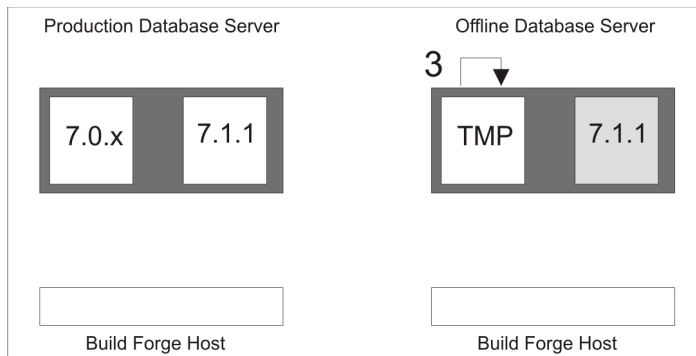 Production Database Server
Offline Database Server
3
7.0.x
7.1.1
TMP
7.1.1
Build Forge Host
Build Forge Host